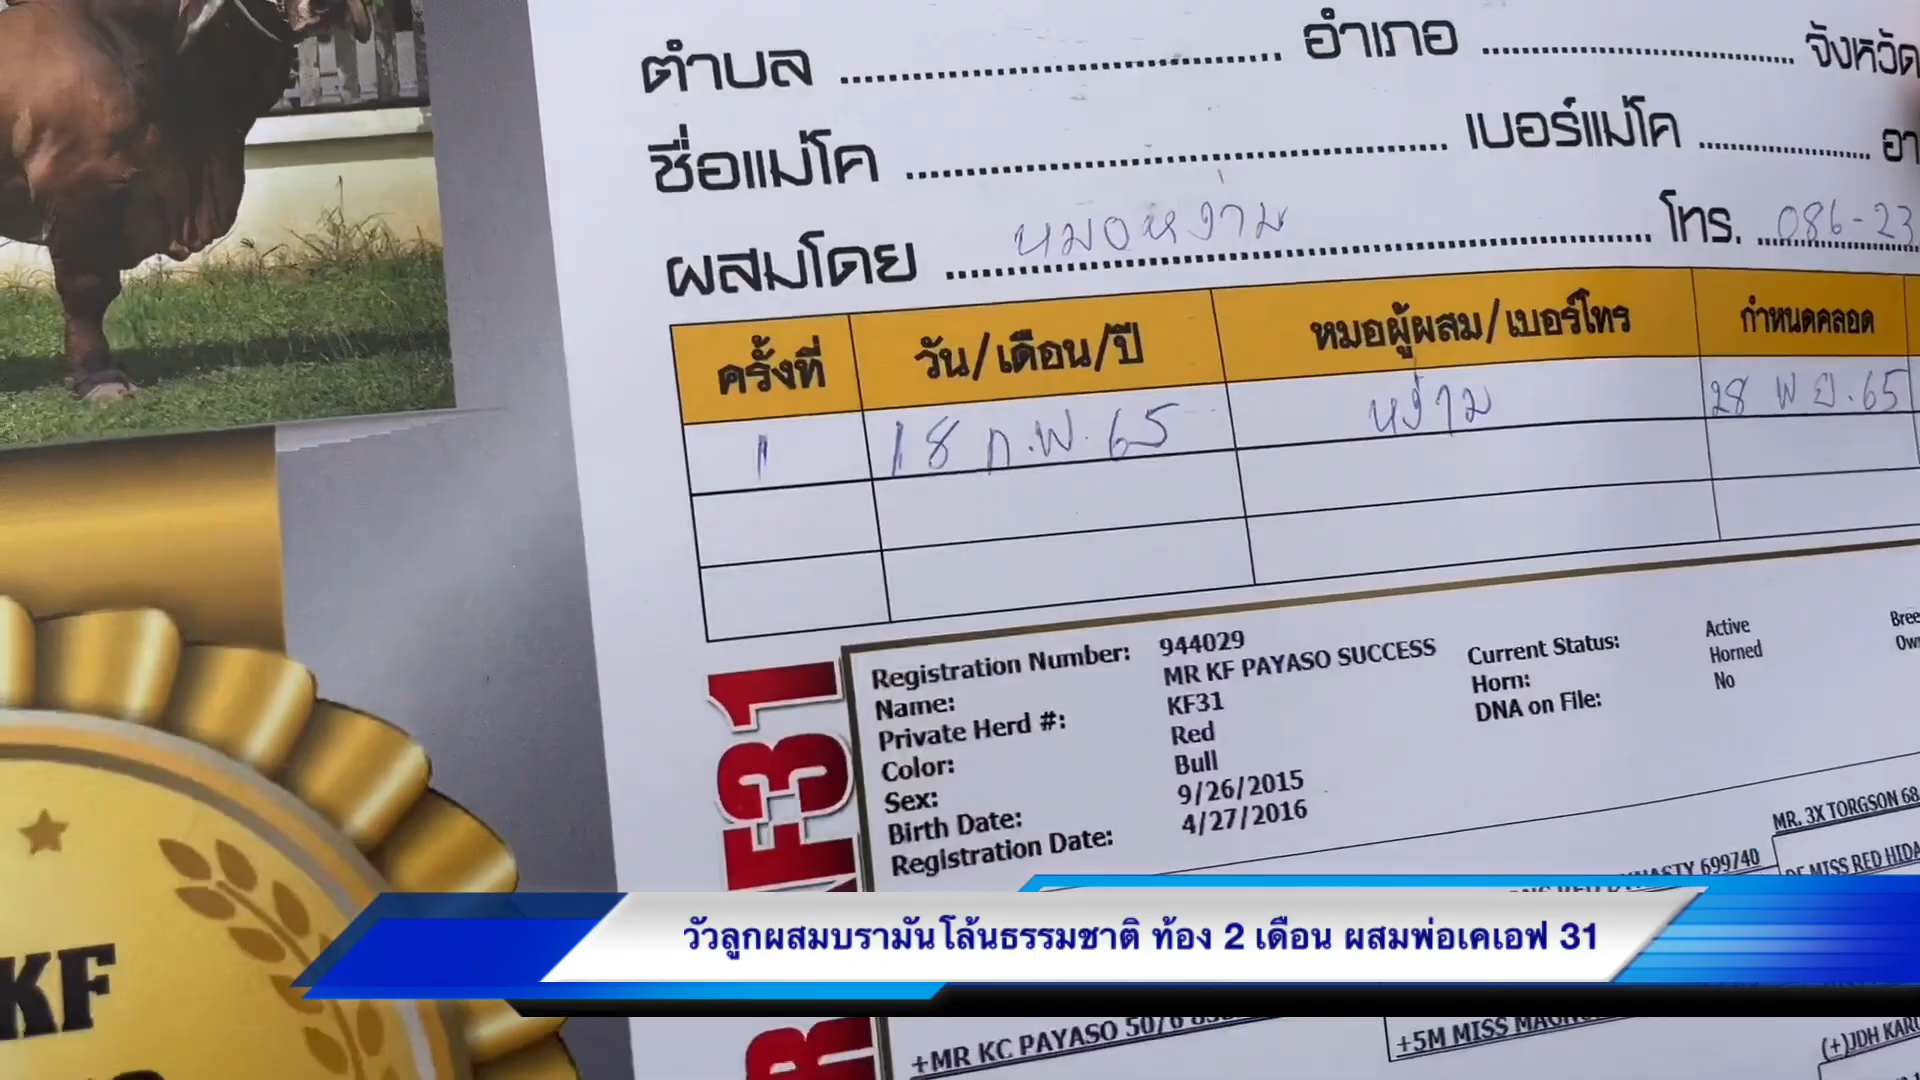 ตำบล อำเภอ จังหวัด
ชื่อแม่โค เบอร์แม่โค
ผสมโดย หมอหง่าม โทร. 086-23
ครั้งที่ วัน/เดือน/ปี หมอผู้ผสม/เบอร์โทร กำหนดคลอด
1 18 ก.พ. 65 หง่าม 28 พ.ย. 65
Registration Number: 944029 Current Status: Active
Name: MR KF PAYASO SUCCESS Horn: Horned
Private Herd #: KF31 DNA on File: No
Color: Red
Sex: Bull
Birth Date: 9/26/2015
Registration Date: 4/27/2016
F31
MR. 3X TORGSON 68
699740
MISS RED HIDA
วัวลูกผสมบรามันโล้นธรรมชาติ ท้อง 2 เดือน ผสมพ่อเคเอฟ 31
KF
+MR KC PAYASO
+5M MISS
(+)JDH